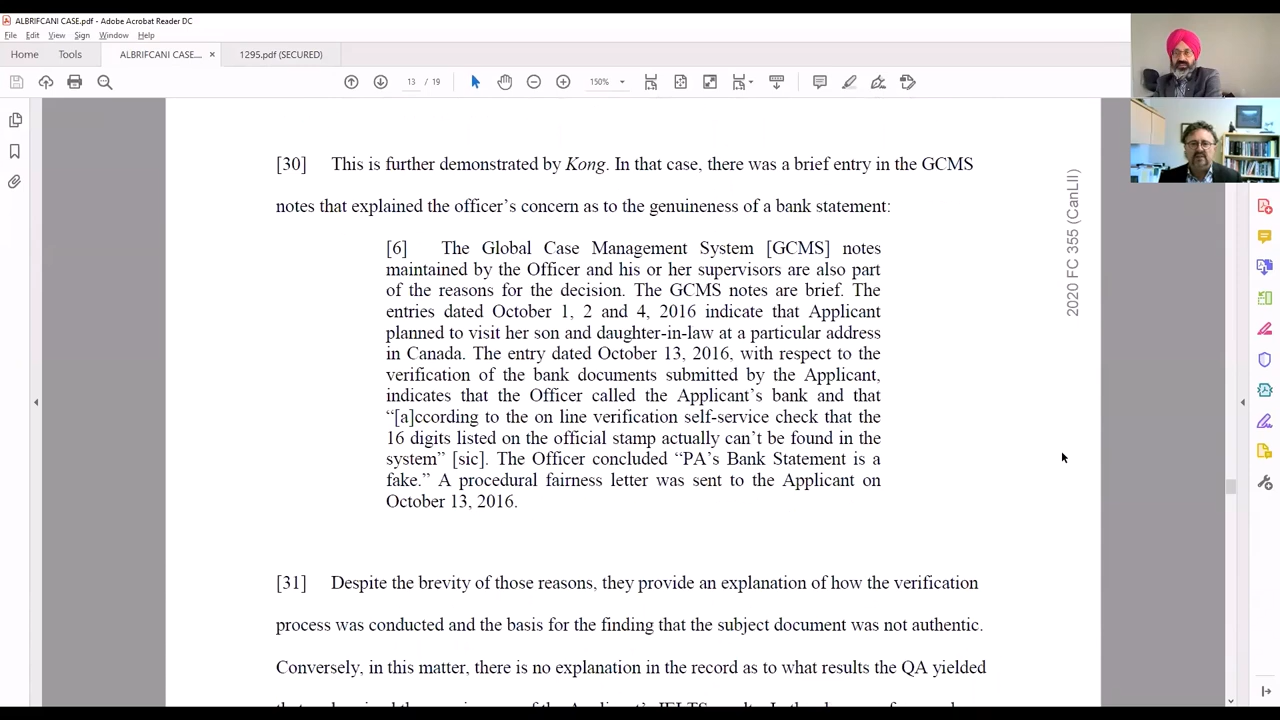 ALBRIFCANI CASE.pdf - Adobe Acrobat Reader DC
File Edit View Sign Window Help
Home Tools ALBRIFCANI CASE.... × 1295.pdf (SECURED)
13 / 19 150%
[30] This is further demonstrated by Kong. In that case, there was a brief entry in the GCMS
notes that explained the officer's concern as to the genuineness of a bank statement:
[6] The Global Case Management System [GCMS] notes
maintained by the Officer and his or her supervisors are also part
of the reasons for the decision. The GCMS notes are brief. The
entries dated October 1, 2 and 4, 2016 indicate that Applicant
planned to visit her son and daughter-in-law at a particular address
in Canada. The entry dated October 13, 2016, with respect to the
verification of the bank documents submitted by the Applicant,
indicates that the Officer called the Applicant's bank and that
“[a]ccording to the on line verification self-service check that the
16 digits listed on the official stamp actually can't be found in the
system” [sic]. The Officer concluded “PA's Bank Statement is a
fake.” A procedural fairness letter was sent to the Applicant on
October 13, 2016.
[31] Despite the brevity of those reasons, they provide an explanation of how the verification
process was conducted and the basis for the finding that the subject document was not authentic.
Conversely, in this matter, there is no explanation in the record as to what results the QA yielded
2020 FC 355 (CanLII)